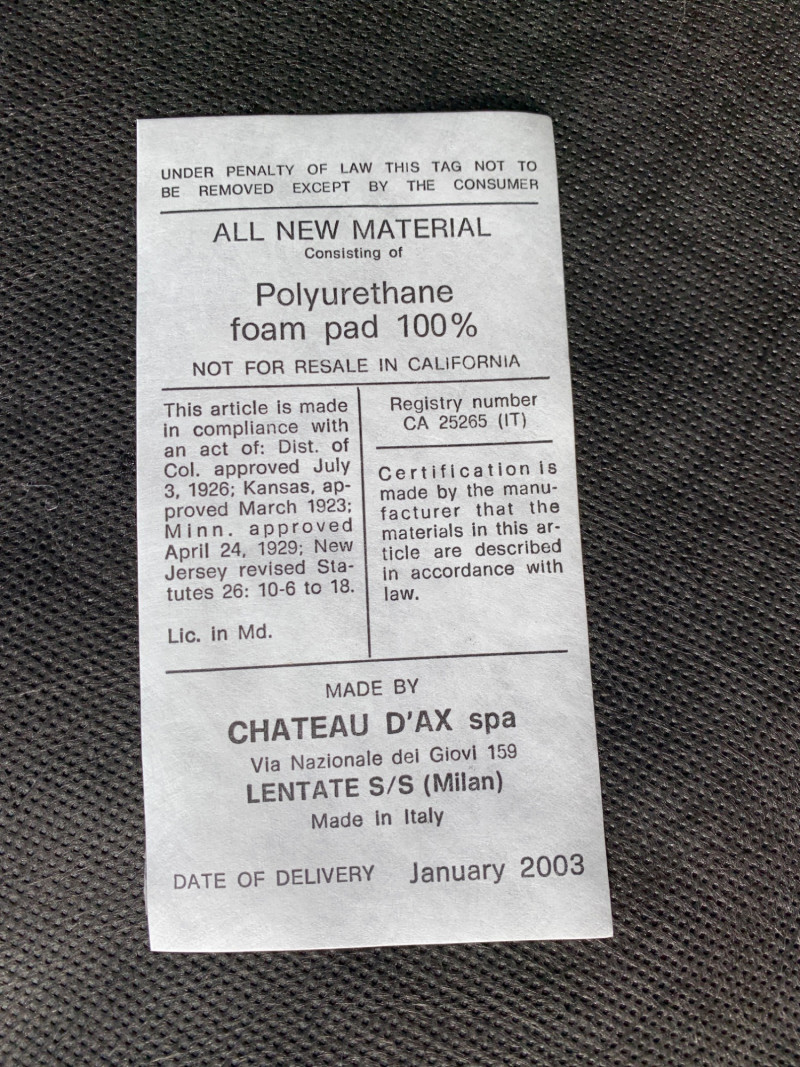 UNDER PENALTY OF LAW THIS TAG NOT TO
BE REMOVED EXCEPT BY THE CONSUMER
ALL NEW MATERIAL
Consisting of
Polyurethane
foam pad 100%
NOT FOR RESALE IN CALIFORNIA
This article is made
in compliance with
an act of: Dist. of
Col. approved July
3, 1926; Kansas, ap-
proved March 1923;
Minn. approved
April 24, 1929; New
Jersey revised Sta-
tutes 26: 10-6 to 18.
Lic. in Md.
Registry number
CA 25265 (IT)
Certification is
made by the manu-
facturer that the
materials in this ar-
ticle are described
in accordance with
law.
MADE BY
CHATEAU D'AX spa
Via Nazionale dei Giovi 159
LENTATE S/S (Milan)
Made in Italy
DATE OF DELIVERY January 2003